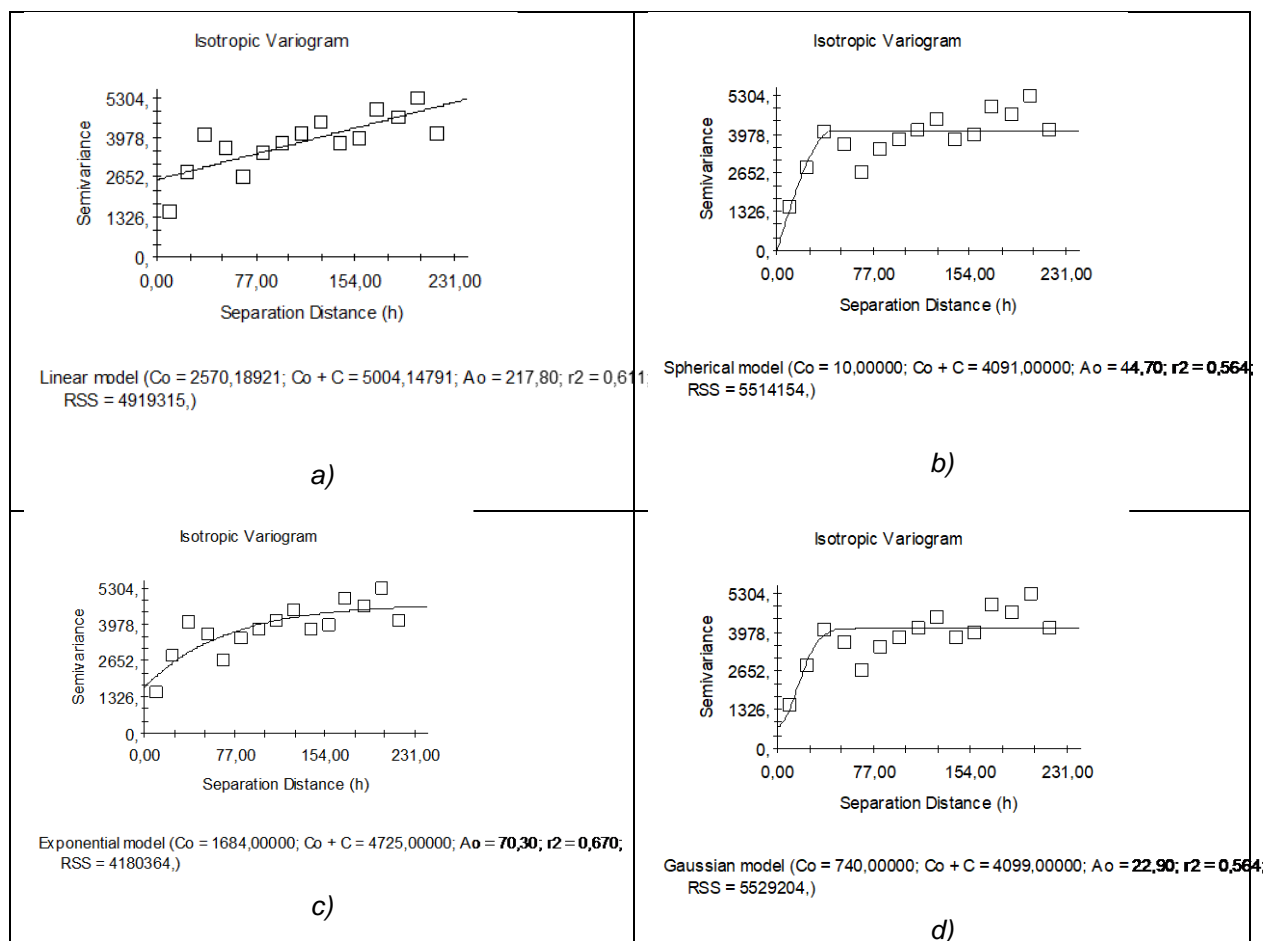 Isotropic Variogram
5304,
3978,
2652,
1326,
0,
Semivariance
0,00 77,00 154,00 231,00
Separation Distance (h)
Linear model (Co = 2570,18921; Co + C = 5004,14791; Ao = 217,80; r2 = 0,611;
RSS = 4919315,)
a)
Isotropic Variogram
5304,
3978,
2652,
1326,
0,
Semivariance
0,00 77,00 154,00 231,00
Separation Distance (h)
Spherical model (Co = 10,00000; Co + C = 4091,00000; Ao = 44,70; r2 = 0,564;
RSS = 5514154,)
b)
Isotropic Variogram
5304,
3978,
2652,
1326,
0,
Semivariance
0,00 77,00 154,00 231,00
Separation Distance (h)
Exponential model (Co = 1684,00000; Co + C = 4725,00000; Ao = 70,30; r2 = 0,670;
RSS = 4180364,)
c)
Isotropic Variogram
5304,
3978,
2652,
1326,
0,
Semivariance
0,00 77,00 154,00 231,00
Separation Distance (h)
Gaussian model (Co = 740,00000; Co + C = 4099,00000; Ao = 22,90; r2 = 0,564;
RSS = 5529204,)
d)